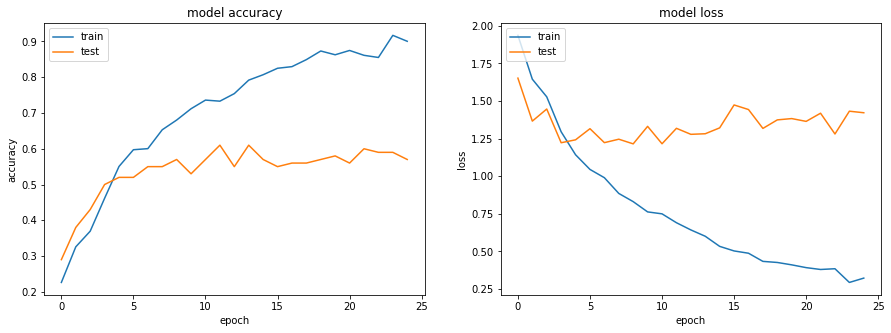 model accuracy
train
test
0.9
0.8
0.7
0.6
0.5
0.4
0.3
0.2
accuracy
0 5 10 15 20 25
epoch
model loss
train
test
2.00
1.75
1.50
1.25
1.00
0.75
0.50
0.25
loss
0 5 10 15 20 25
epoch